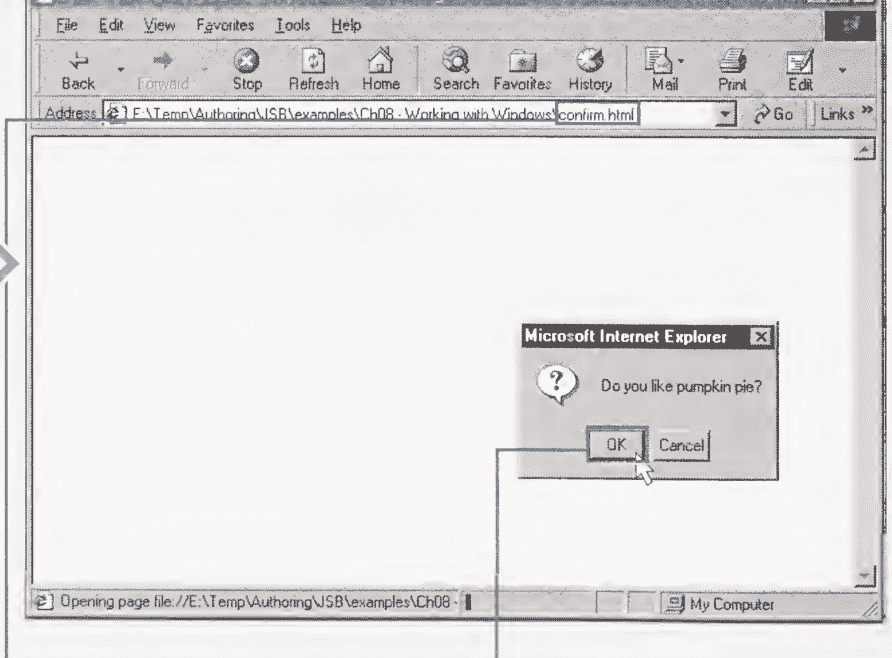 File Edit View Favorites Tools Help
Back Forward Stop Refresh Home Search Favorites History Mail Print Edit
Address E:\Temp\Authoring\JSB\examples\Ch08 - Working with Windows\confirm.html Go Links »
Microsoft Internet Explorer
?
Do you like pumpkin pie?
OK Cancel
Opening page file://E:\Temp\Authoring\JSB\examples\Ch08 - My Computer